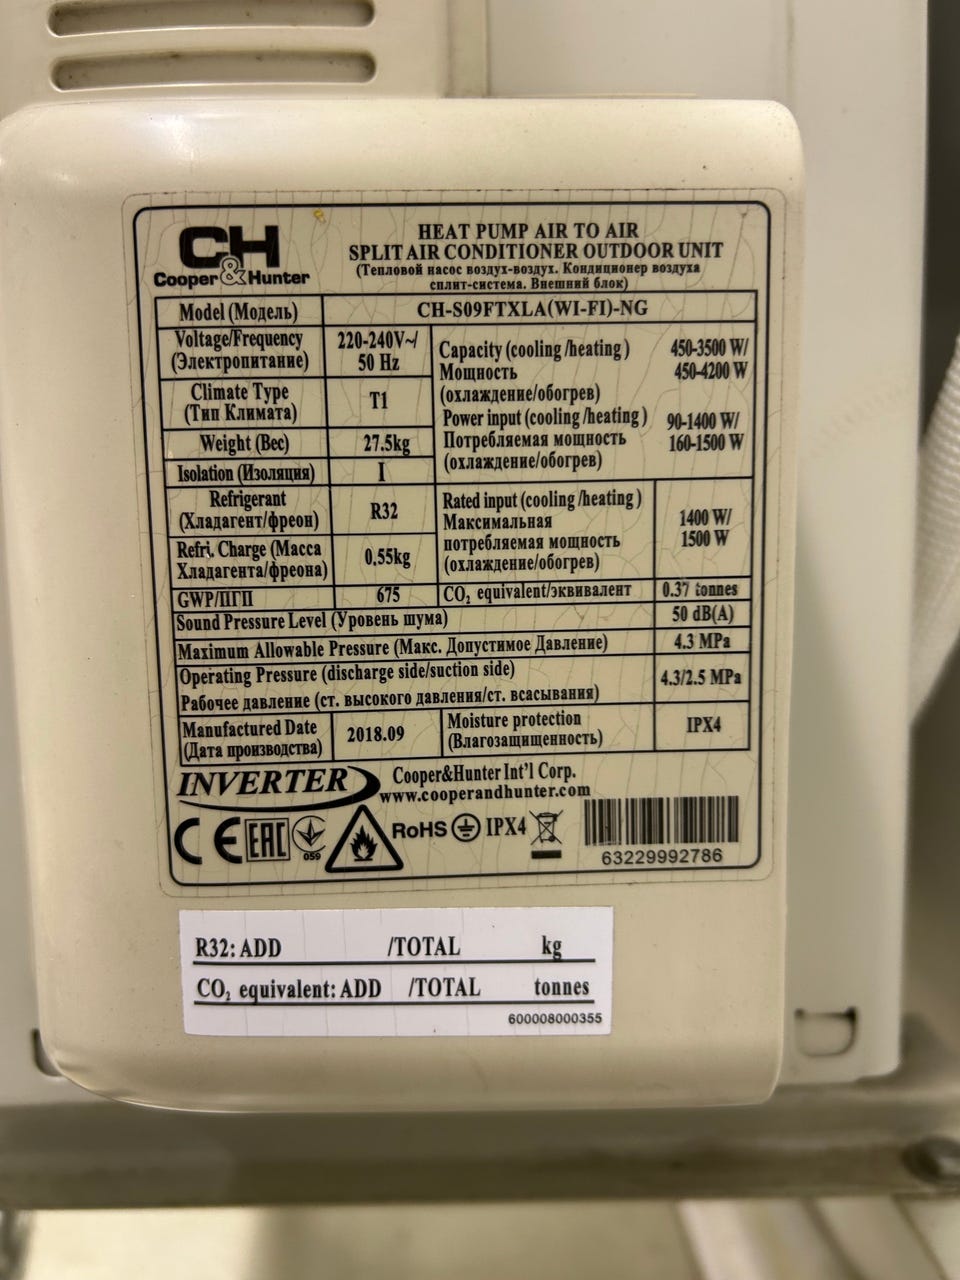 CH
Cooper&Hunter
HEAT PUMP AIR TO AIR
SPLIT AIR CONDITIONER OUTDOOR UNIT
(Тепловой насос воздух-воздух. Кондиционер воздуха
сплит-система. Внешний блок)
Model (Модель)
CH-S09FTXLA(WI-FI)-NG
Voltage/Frequency
(Электропитание)
220-240V~/
50 Hz
Climate Type
(Тип Климата)
T1
Weight (Вес)
27.5kg
Isolation (Изоляция)
I
Refrigerant
(Хладагент/фреон)
R32
Refri. Charge (Масса
Хладагента/фреона)
0.55kg
GWP/ПГП
675
Capacity (cooling /heating)
Мощность
(охлаждение/обогрев)
450-3500 W/
450-4200 W
Power input (cooling /heating)
Потребляемая мощность
(охлаждение/обогрев)
90-1400 W/
160-1500 W
Rated input (cooling /heating)
Максимальная
потребляемая мощность
(охлаждение/обогрев)
1400 W/
1500 W
CO₂ equivalent/эквивалент
0.37 tonnes
Sound Pressure Level (Уровень шума)
50 dB(A)
Maximum Allowable Pressure (Макс. Допустимое Давление)
4.3 MPa
Operating Pressure (discharge side/suction side)
Рабочее давление (ст. высокого давления/ст. всасывания)
4.3/2.5 MPa
Manufactured Date
(Дата производства)
2018.09
Moisture protection
(Влагозащищенность)
IPX4
INVERTER
Cooper&Hunter Int'l Corp.
www.cooperandhunter.com
CE EAC 059 RoHS IPX4
63229992786
R32: ADD /TOTAL kg
CO₂ equivalent: ADD /TOTAL tonnes
600008000355